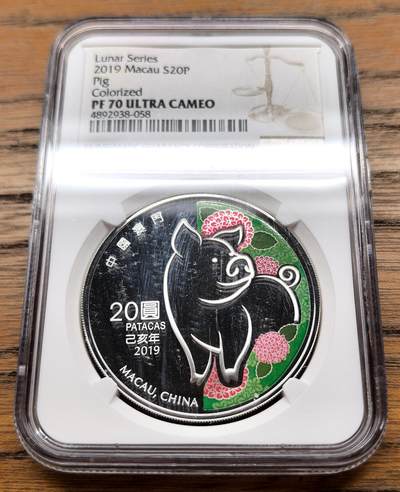 Lunar Series
2019 Macau S20P
Pig
Colorized
PF 70 ULTRA CAMEO
4892938-058
中國澳門
20圓
PATACAS
己亥年
2019
MACAU, CHINA